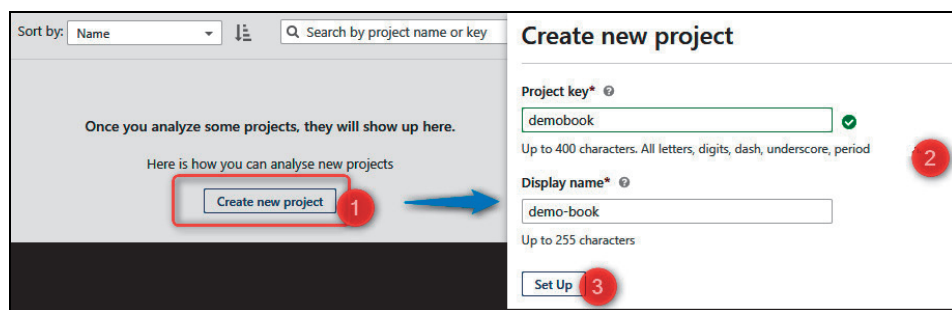 Sort by: Name
Search by project name or key
Once you analyze some projects, they will show up here.
Here is how you can analyse new projects
Create new project
1
Create new project
Project key*
demobook
Up to 400 characters. All letters, digits, dash, underscore, period
2
Display name*
demo-book
Up to 255 characters
Set Up
3